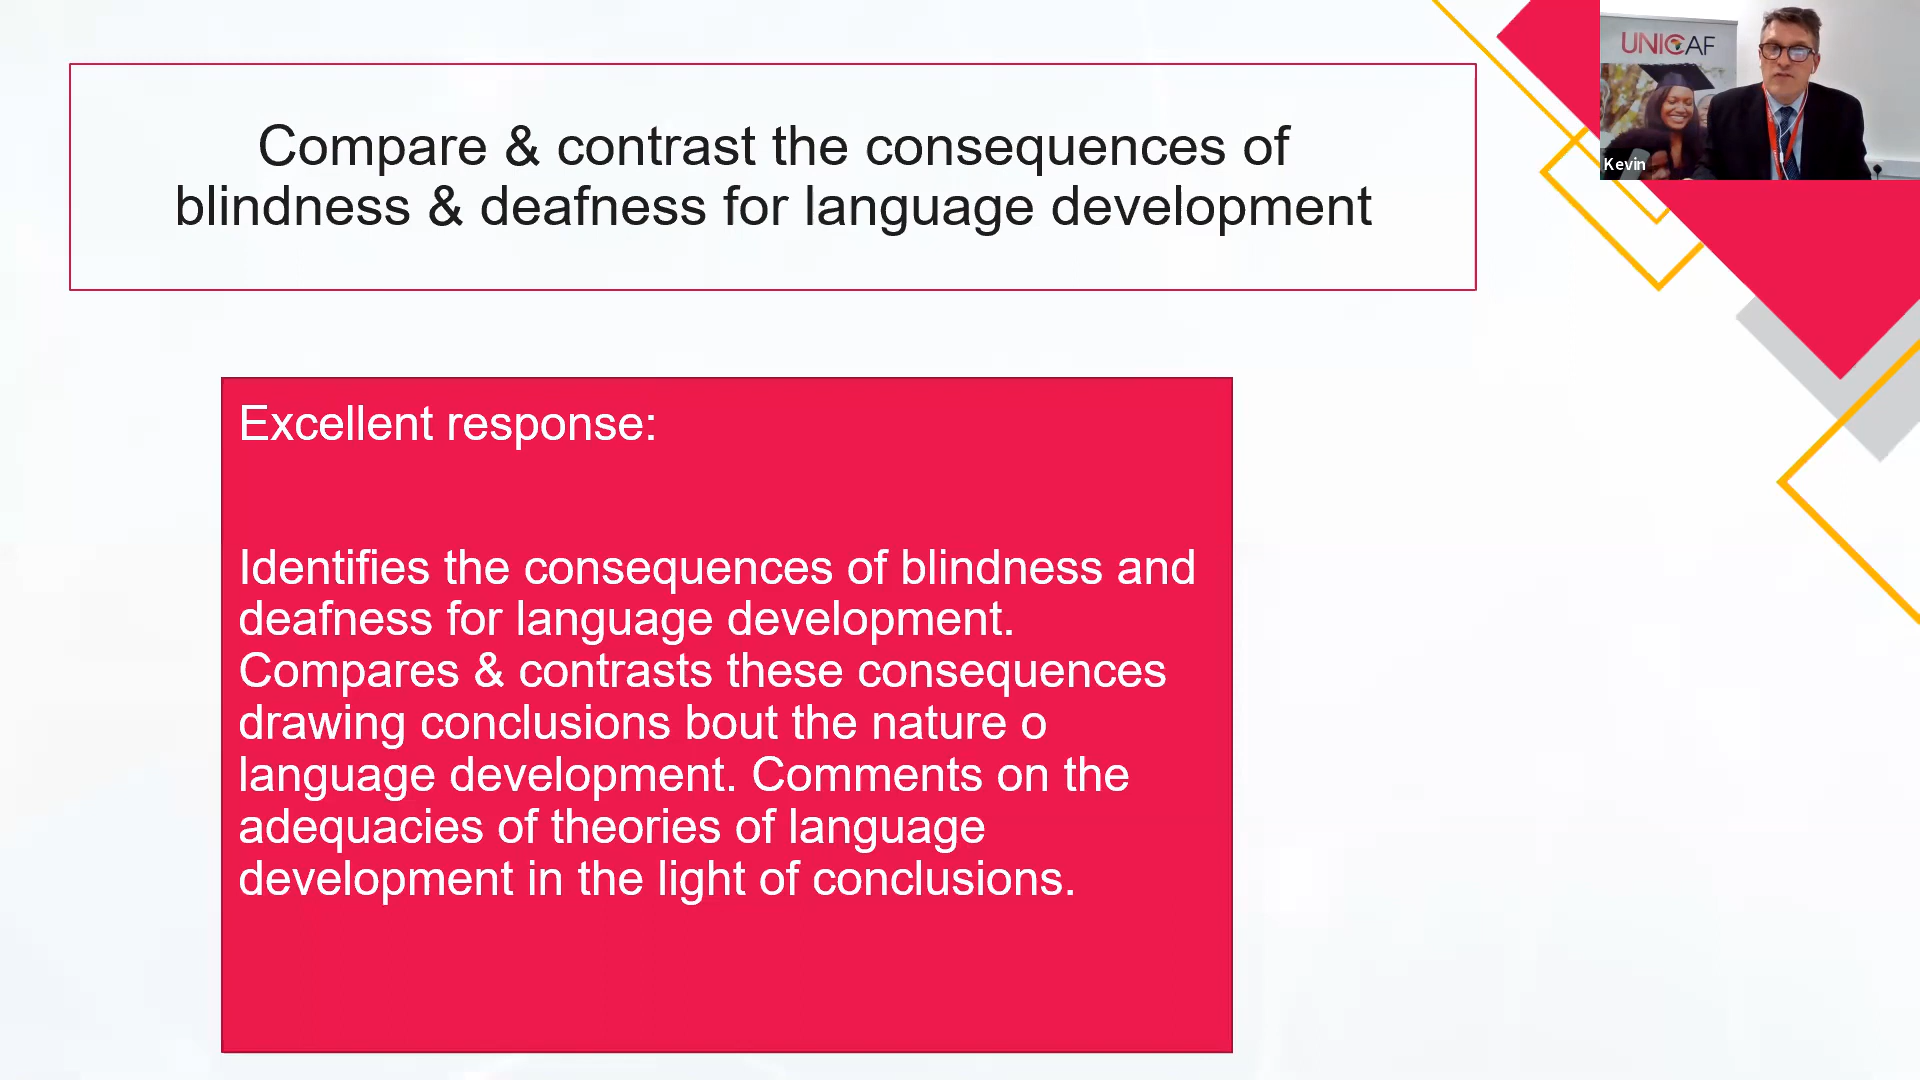 Compare & contrast the consequences of
blindness & deafness for language development
UNICAF
Kevin
Excellent response:
Identifies the consequences of blindness and
deafness for language development.
Compares & contrasts these consequences
drawing conclusions bout the nature o
language development. Comments on the
adequacies of theories of language
development in the light of conclusions.